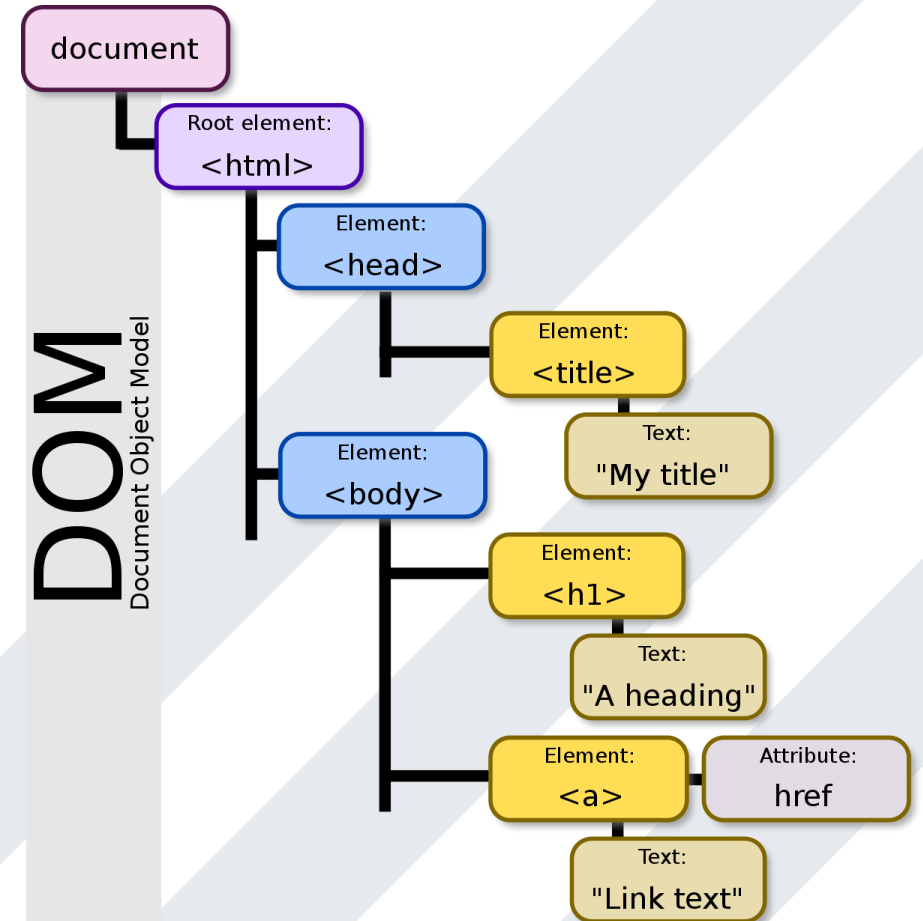 document
Root element:
<html>
Element:
<head>
Element:
<title>
Text:
"My title"
Element:
<body>
Element:
<h1>
Text:
"A heading"
Element:
<a>
Attribute:
href
Text:
"Link text"
DOM
Document Object Model